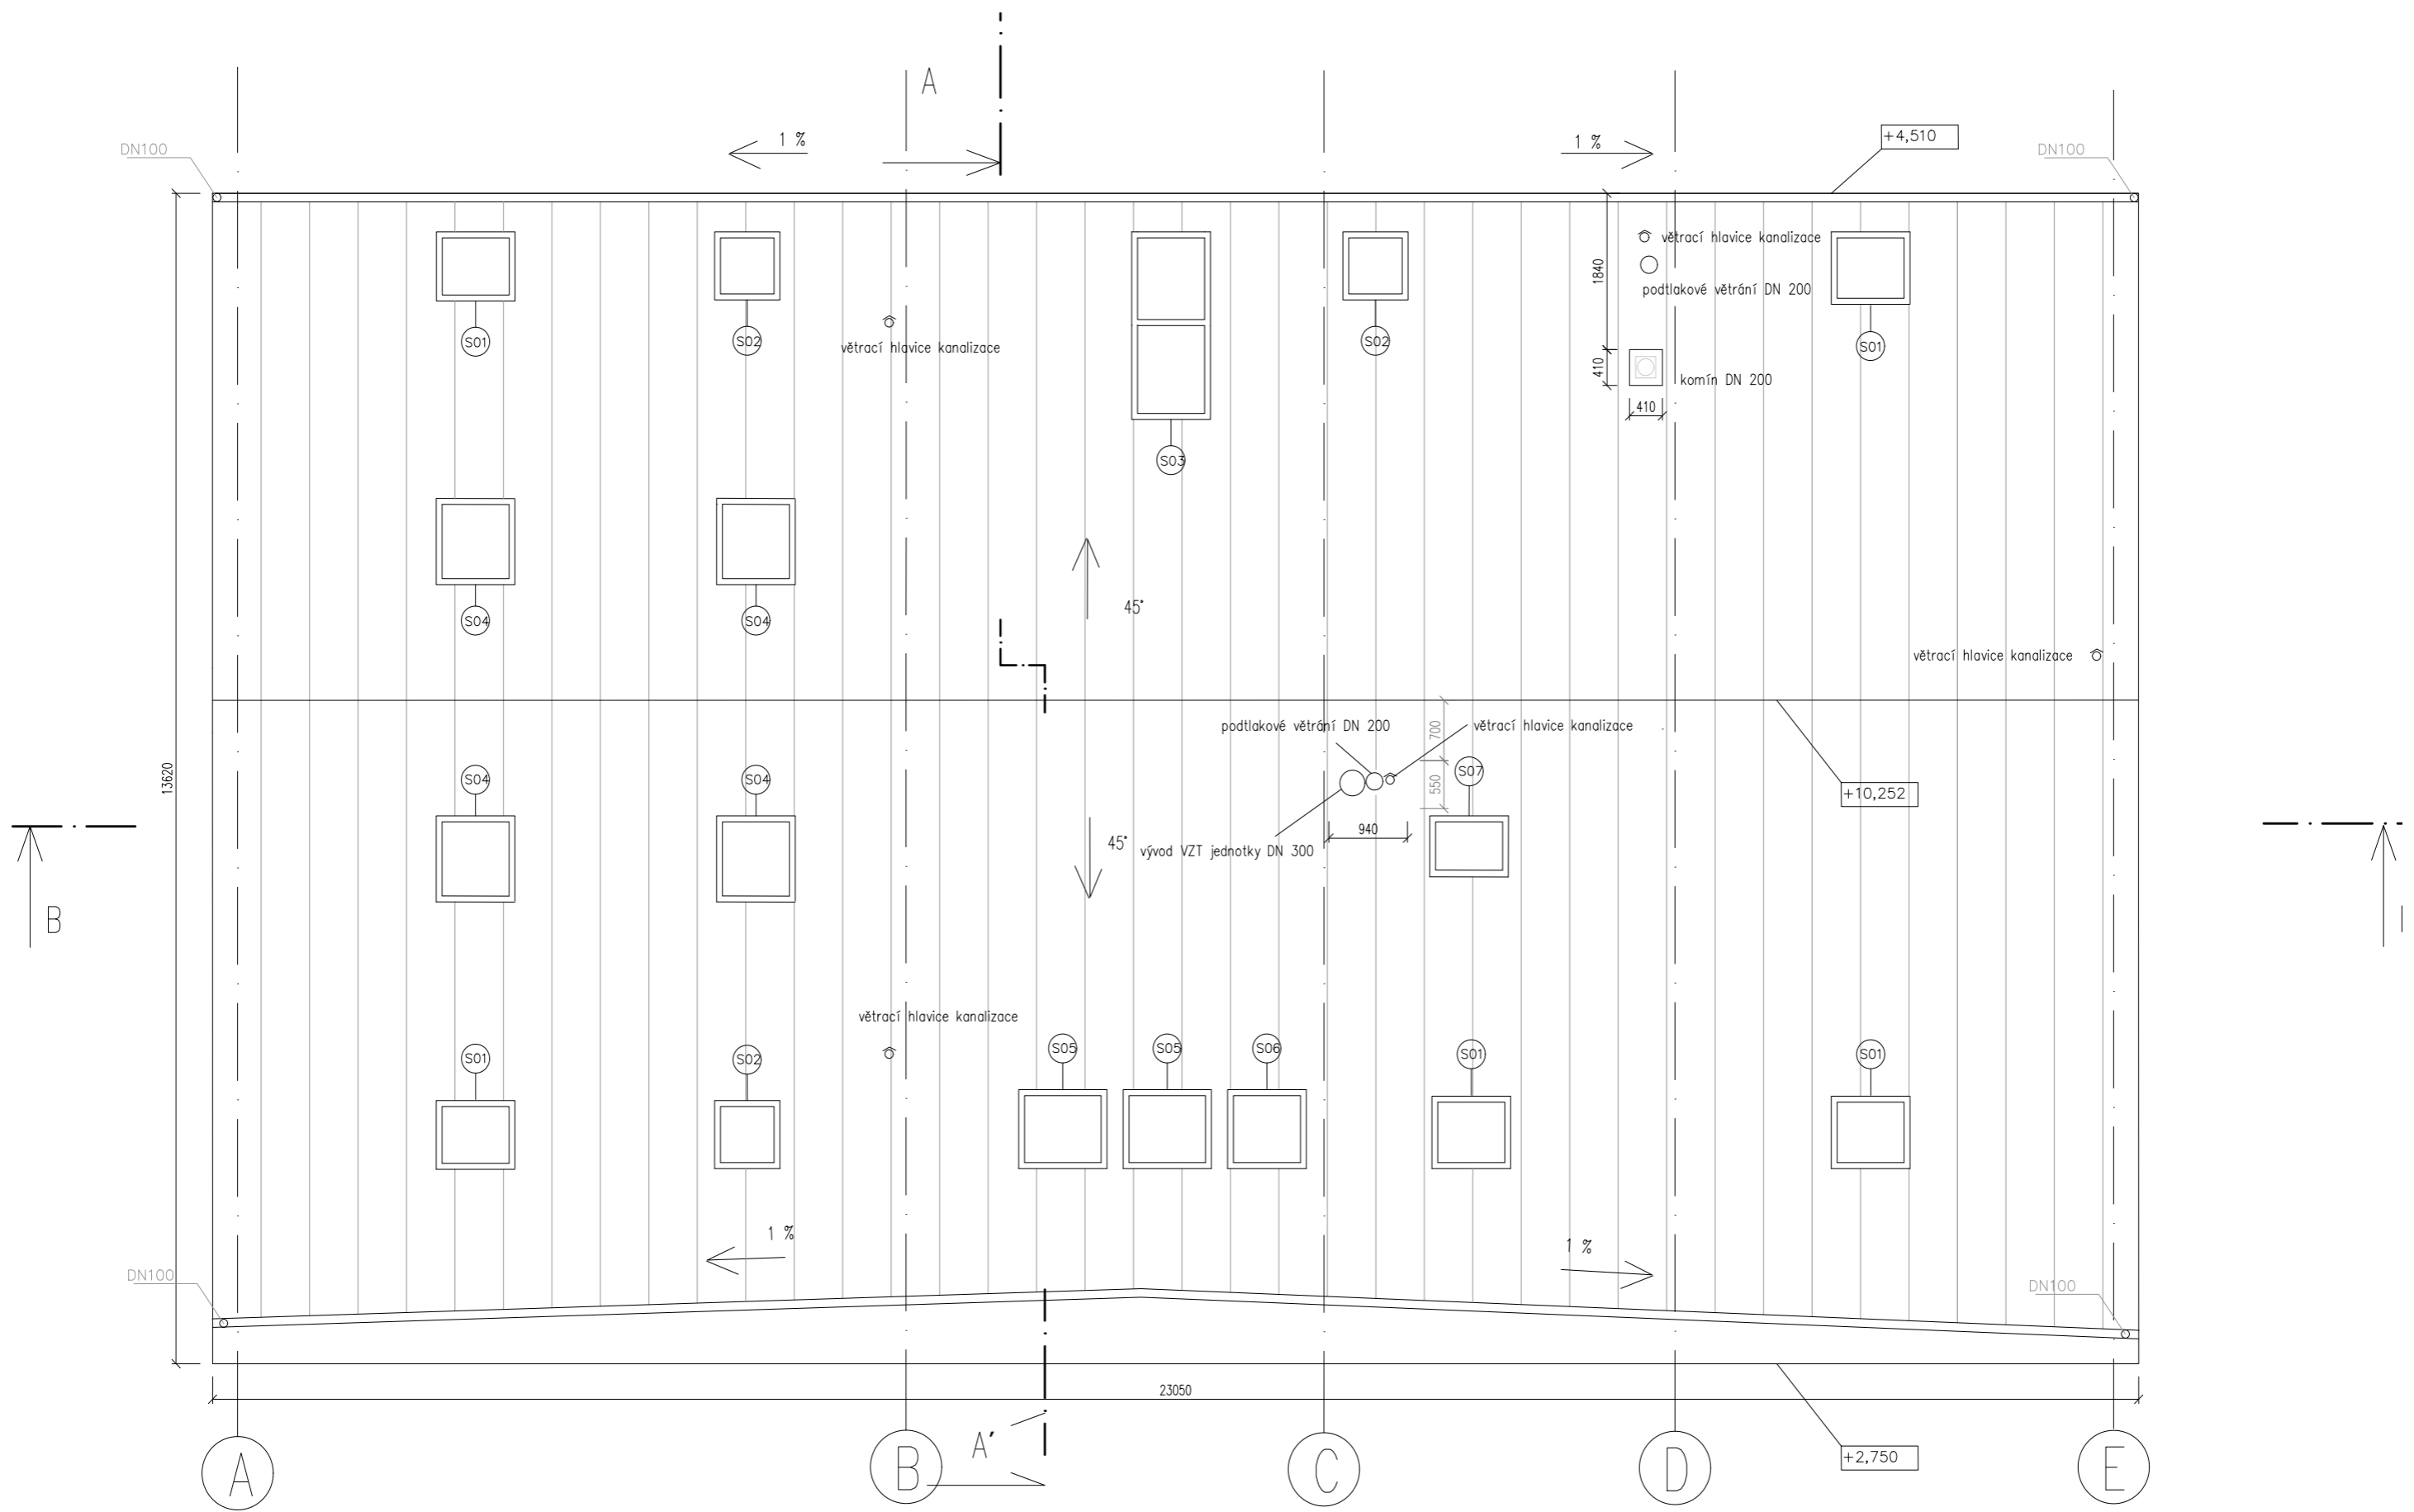 A
1 %
1 %
+4,510
DN100
DN100
větrací hlavice kanalizace
1840
podtlakové větrání DN 200
S01
S02
větrací hlavice kanalizace
S02
S01
410
komín DN 200
410
S03
45°
S04
S04
větrací hlavice kanalizace
podtlakové větrání DN 200
700
větrací hlavice kanalizace
13620
S04
S04
S07
550
+10,252
940
45°
vývod VZT jednotky DN 300
B
větrací hlavice kanalizace
S01
S02
S05
S05
S06
S01
S01
1 %
1 %
DN100
DN100
23050
A'
+2,750
A
B
C
D
E